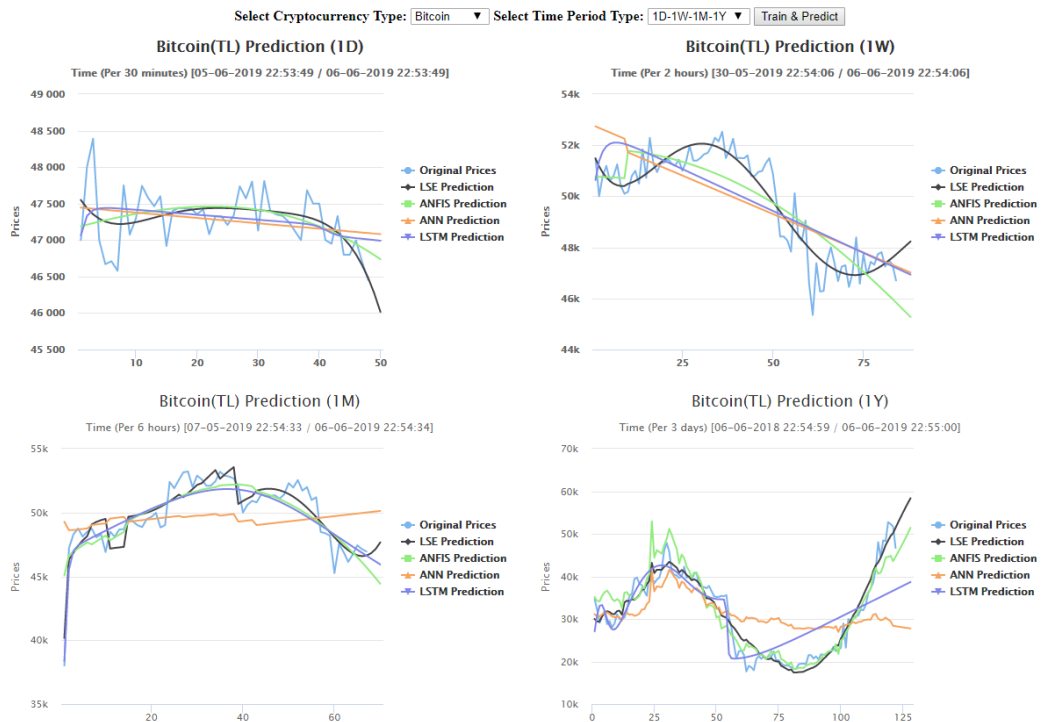 Select Cryptocurrency Type: Bitcoin ▼ Select Time Period Type: 1D-1W-1M-1Y ▼ Train & Predict
Bitcoin(TL) Prediction (1D)
Time (Per 30 minutes) [05-06-2019 22:53:49 / 06-06-2019 22:53:49]
49 000
48 500
48 000
47 500
47 000
46 500
46 000
45 500
Prices
10 20 30 40 50
Original Prices
LSE Prediction
ANFIS Prediction
ANN Prediction
LSTM Prediction
Bitcoin(TL) Prediction (1W)
Time (Per 2 hours) [30-05-2019 22:54:06 / 06-06-2019 22:54:06]
54k
52k
50k
48k
46k
44k
Prices
25 50 75
Original Prices
LSE Prediction
ANFIS Prediction
ANN Prediction
LSTM Prediction
Bitcoin(TL) Prediction (1M)
Time (Per 6 hours) [07-05-2019 22:54:33 / 06-06-2019 22:54:34]
55k
50k
45k
40k
35k
Prices
20 40 60
Original Prices
LSE Prediction
ANFIS Prediction
ANN Prediction
LSTM Prediction
Bitcoin(TL) Prediction (1Y)
Time (Per 3 days) [06-06-2018 22:54:59 / 06-06-2019 22:55:00]
70k
60k
50k
40k
30k
20k
10k
Prices
0 25 50 75 100 125
Original Prices
LSE Prediction
ANFIS Prediction
ANN Prediction
LSTM Prediction